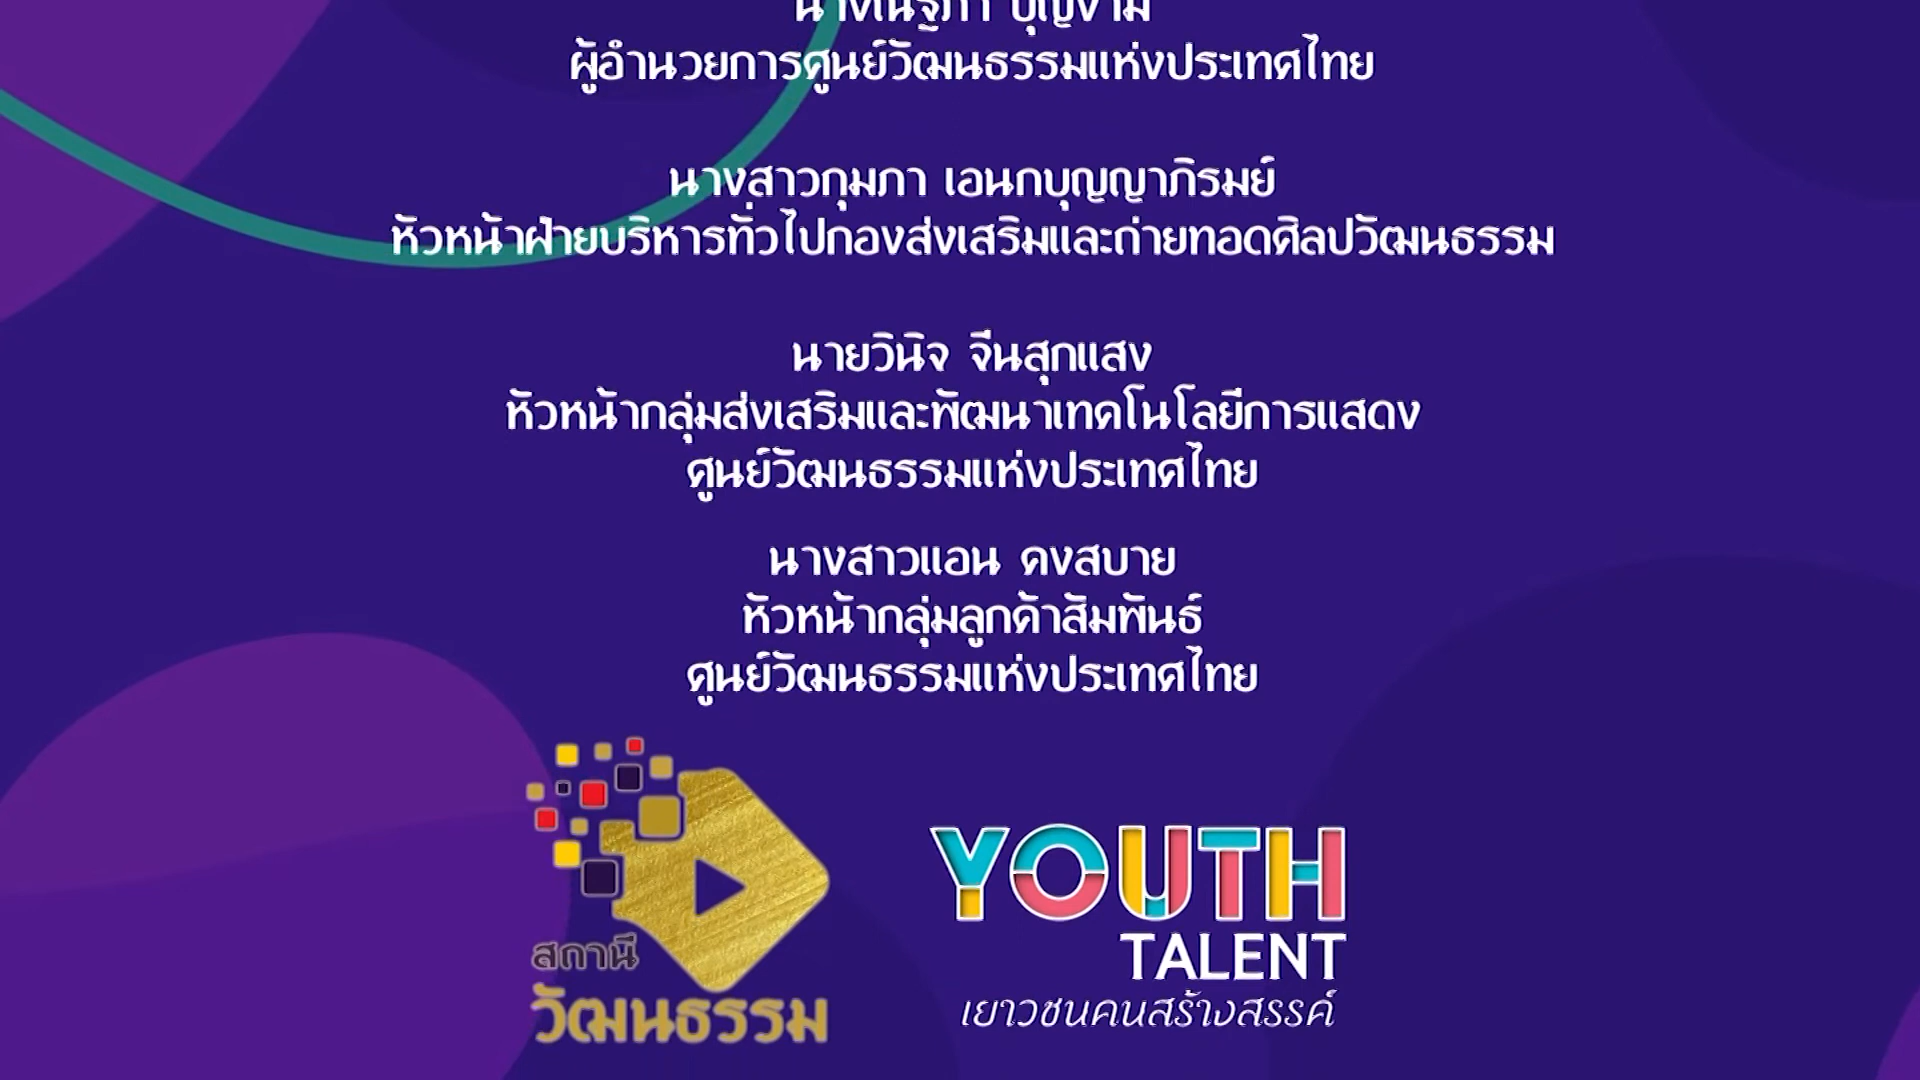 ผู้อำนวยการศูนย์วัฒนธรรมแห่งประเทศไทย
นางสาวกุมภา เอนกบุญญาภิรมย์
หัวหน้าฝ่ายบริหารทั่วไปกองส่งเสริมและถ่ายทอดศิลปวัฒนธรรม
นายวินิจ จีนสุกแสง
หัวหน้ากลุ่มส่งเสริมและพัฒนาเทคโนโลยีการแสดง
ศูนย์วัฒนธรรมแห่งประเทศไทย
นางสาวแอน คงสบาย
หัวหน้ากลุ่มลูกค้าสัมพันธ์
ศูนย์วัฒนธรรมแห่งประเทศไทย
สถานี
วัฒนธรรม
YOUTH
TALENT
เยาวชนคนสร้างสรรค์